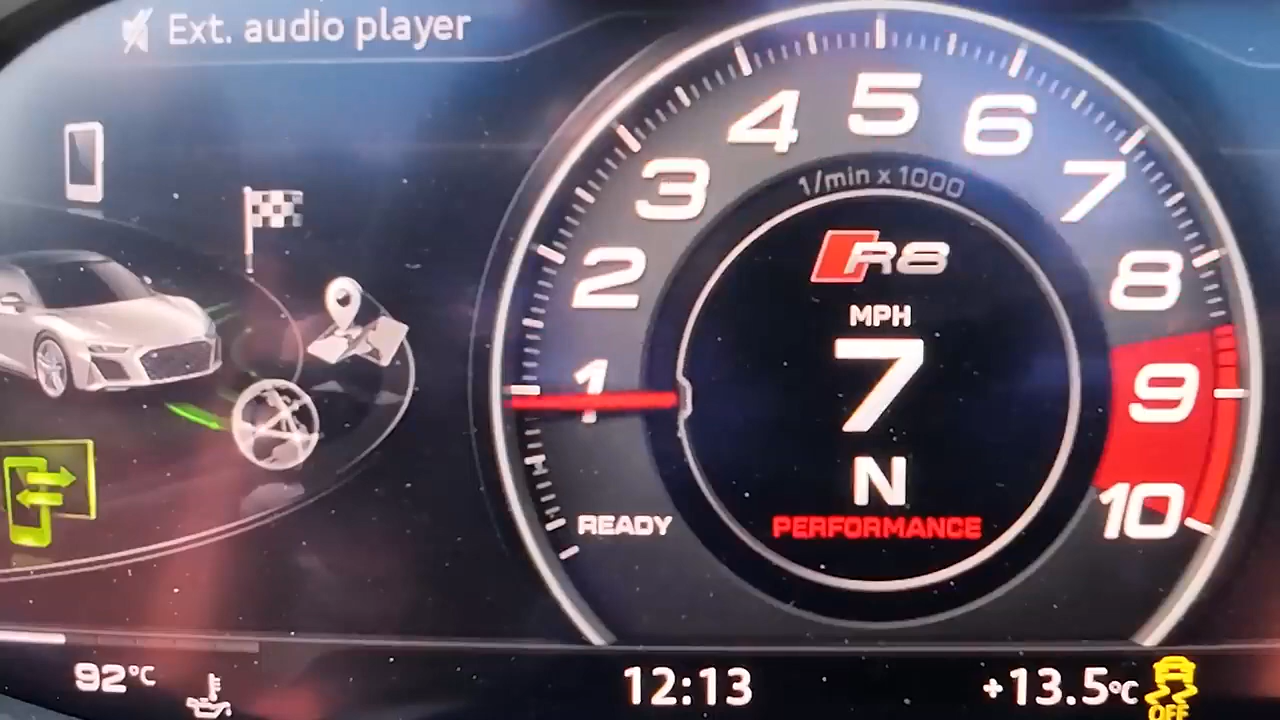 Ext. audio player
1
2
3
4
5
6
7
8
9
10
1/min x 1000
R8
MPH
7
N
PERFORMANCE
READY
92°C
12:13
+13.5°C
OFF